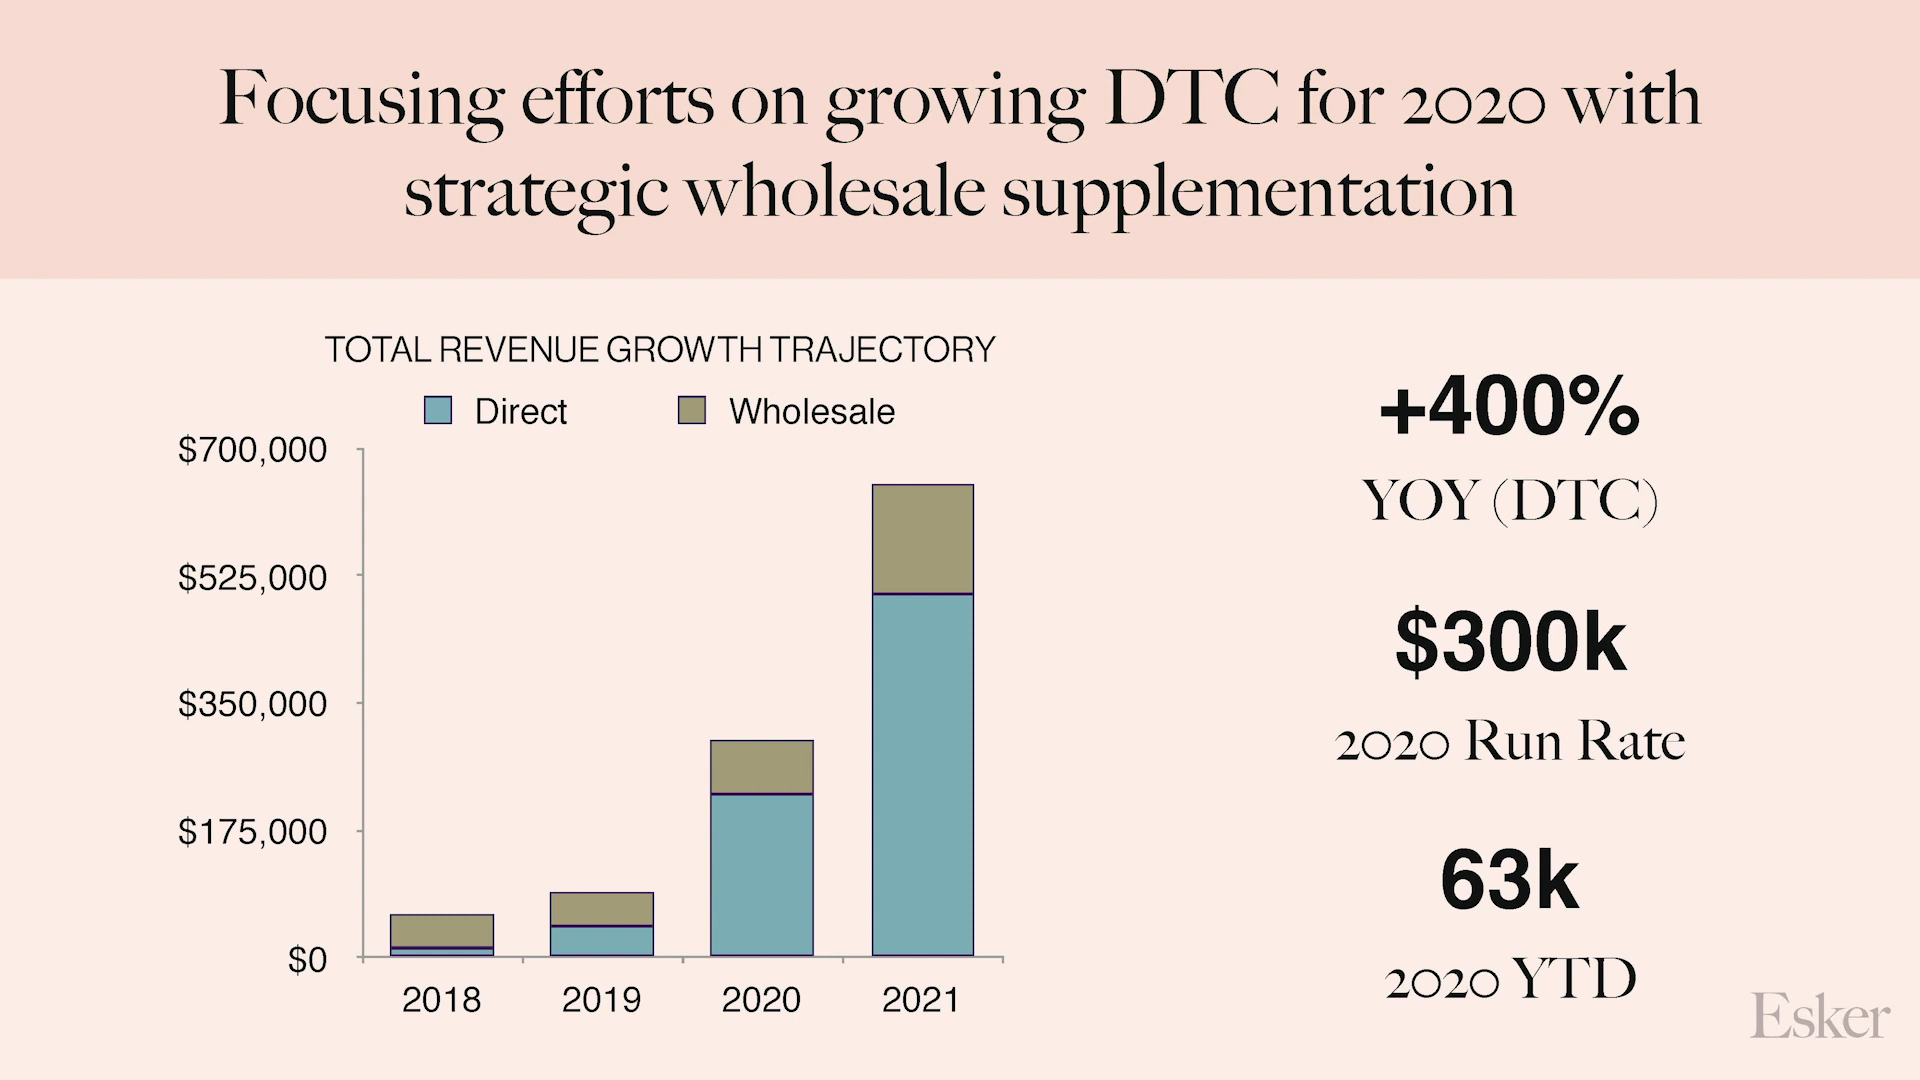 Focusing efforts on growing DTC for 2020 with
strategic wholesale supplementation
TOTAL REVENUE GROWTH TRAJECTORY
Direct
Wholesale
$700,000
$525,000
$350,000
$175,000
$0
2018
2019
2020
2021
+400%
YOY (DTC)
$300k
2020 Run Rate
63k
2020 YTD
Esker